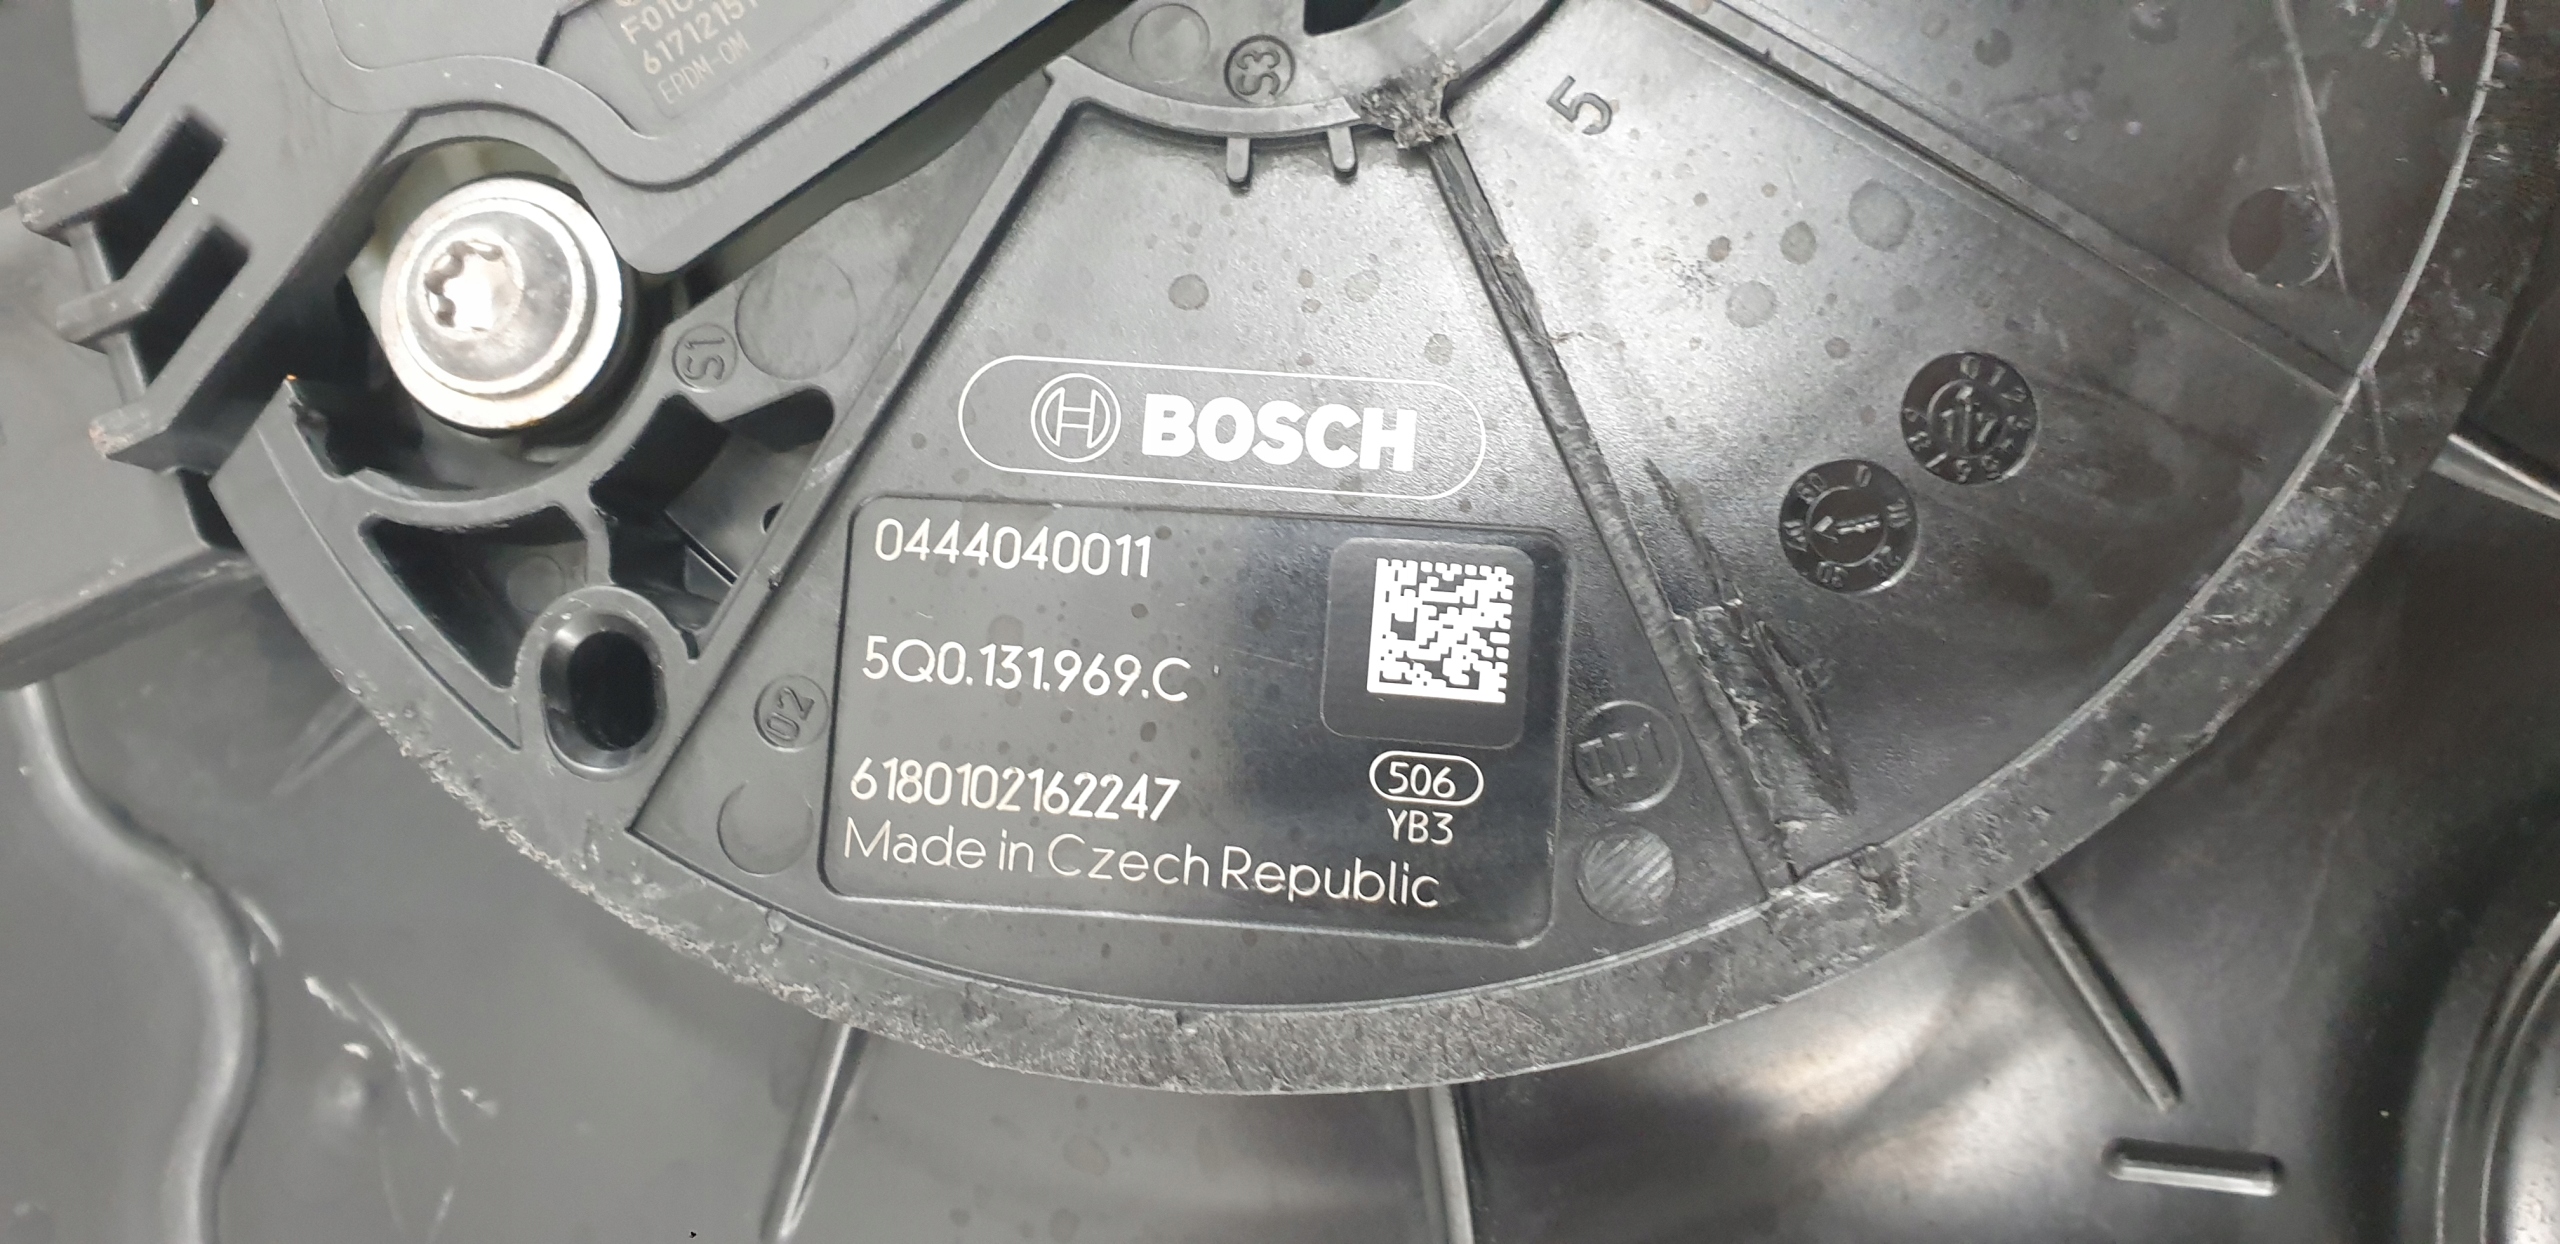 EPDM-OM
S3
5
S1
BOSCH
0444040011
5Q0.131.969.C
02
6180102162247
506
YB3
Made in Czech Republic